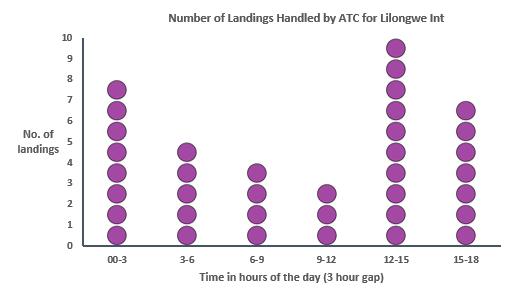 Number of Landings Handled by ATC for Lilongwe Int
10
9
8
7
6
5
4
3
2
1
0
No. of
landings
00-3 3-6 6-9 9-12 12-15 15-18
Time in hours of the day (3 hour gap)